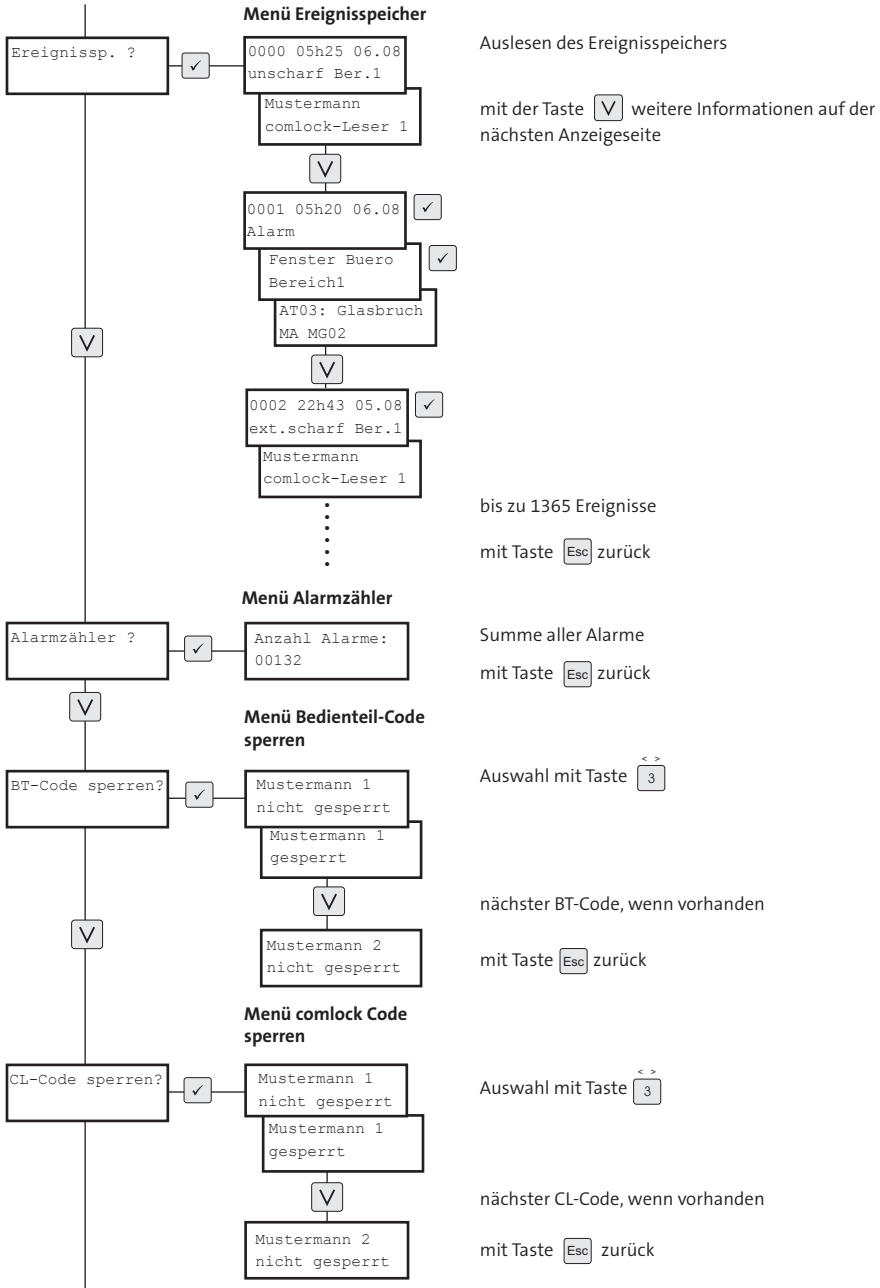 Menü Ereignisspeicher
Ereignissp. ?
✓
0000 05h25 06.08
unscharf Ber.1
Auslesen des Ereignisspeichers
Mustermann
comlock-Leser 1
mit der Taste V weitere Informationen auf der
nächsten Anzeigeseite
V
0001 05h20 06.08
✓
Alarm
Fenster Buero
✓
Bereich1
AT03: Glasbruch
MA MG02
V
V
0002 22h43 05.08
✓
ext.scharf Ber.1
Mustermann
comlock-Leser 1
bis zu 1365 Ereignisse
mit Taste Esc zurück
Menü Alarmzähler
Alarmzähler ?
✓
Anzahl Alarme:
00132
Summe aller Alarme
mit Taste Esc zurück
V
Menü Bedienteil-Code
sperren
BT-Code sperren?
✓
Mustermann 1
nicht gesperrt
< >
Auswahl mit Taste 3
Mustermann 1
gesperrt
V
nächster BT-Code, wenn vorhanden
V
Mustermann 2
nicht gesperrt
mit Taste Esc zurück
Menü comlock Code
sperren
CL-Code sperren?
✓
Mustermann 1
nicht gesperrt
< >
Auswahl mit Taste 3
Mustermann 1
gesperrt
V
nächster CL-Code, wenn vorhanden
Mustermann 2
nicht gesperrt
mit Taste Esc zurück